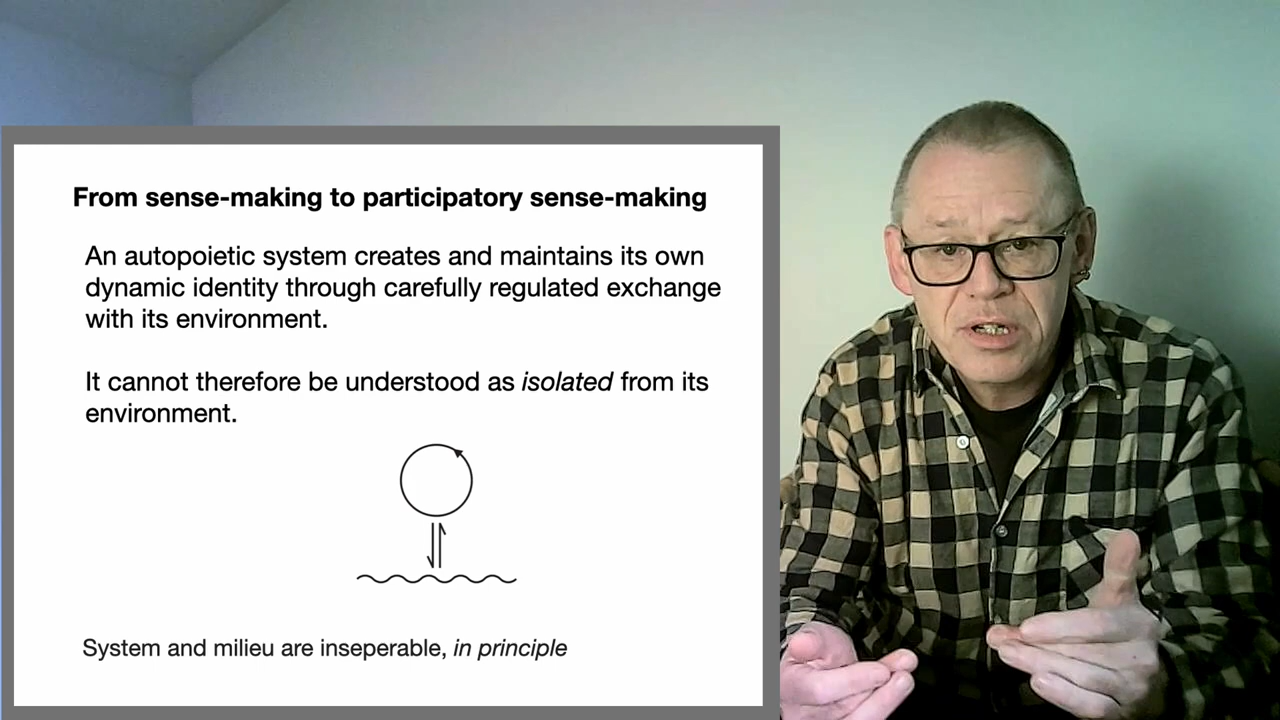 From sense-making to participatory sense-making
An autopoietic system creates and maintains its own
dynamic identity through carefully regulated exchange
with its environment.
It cannot therefore be understood as isolated from its
environment.
System and milieu are inseperable, in principle